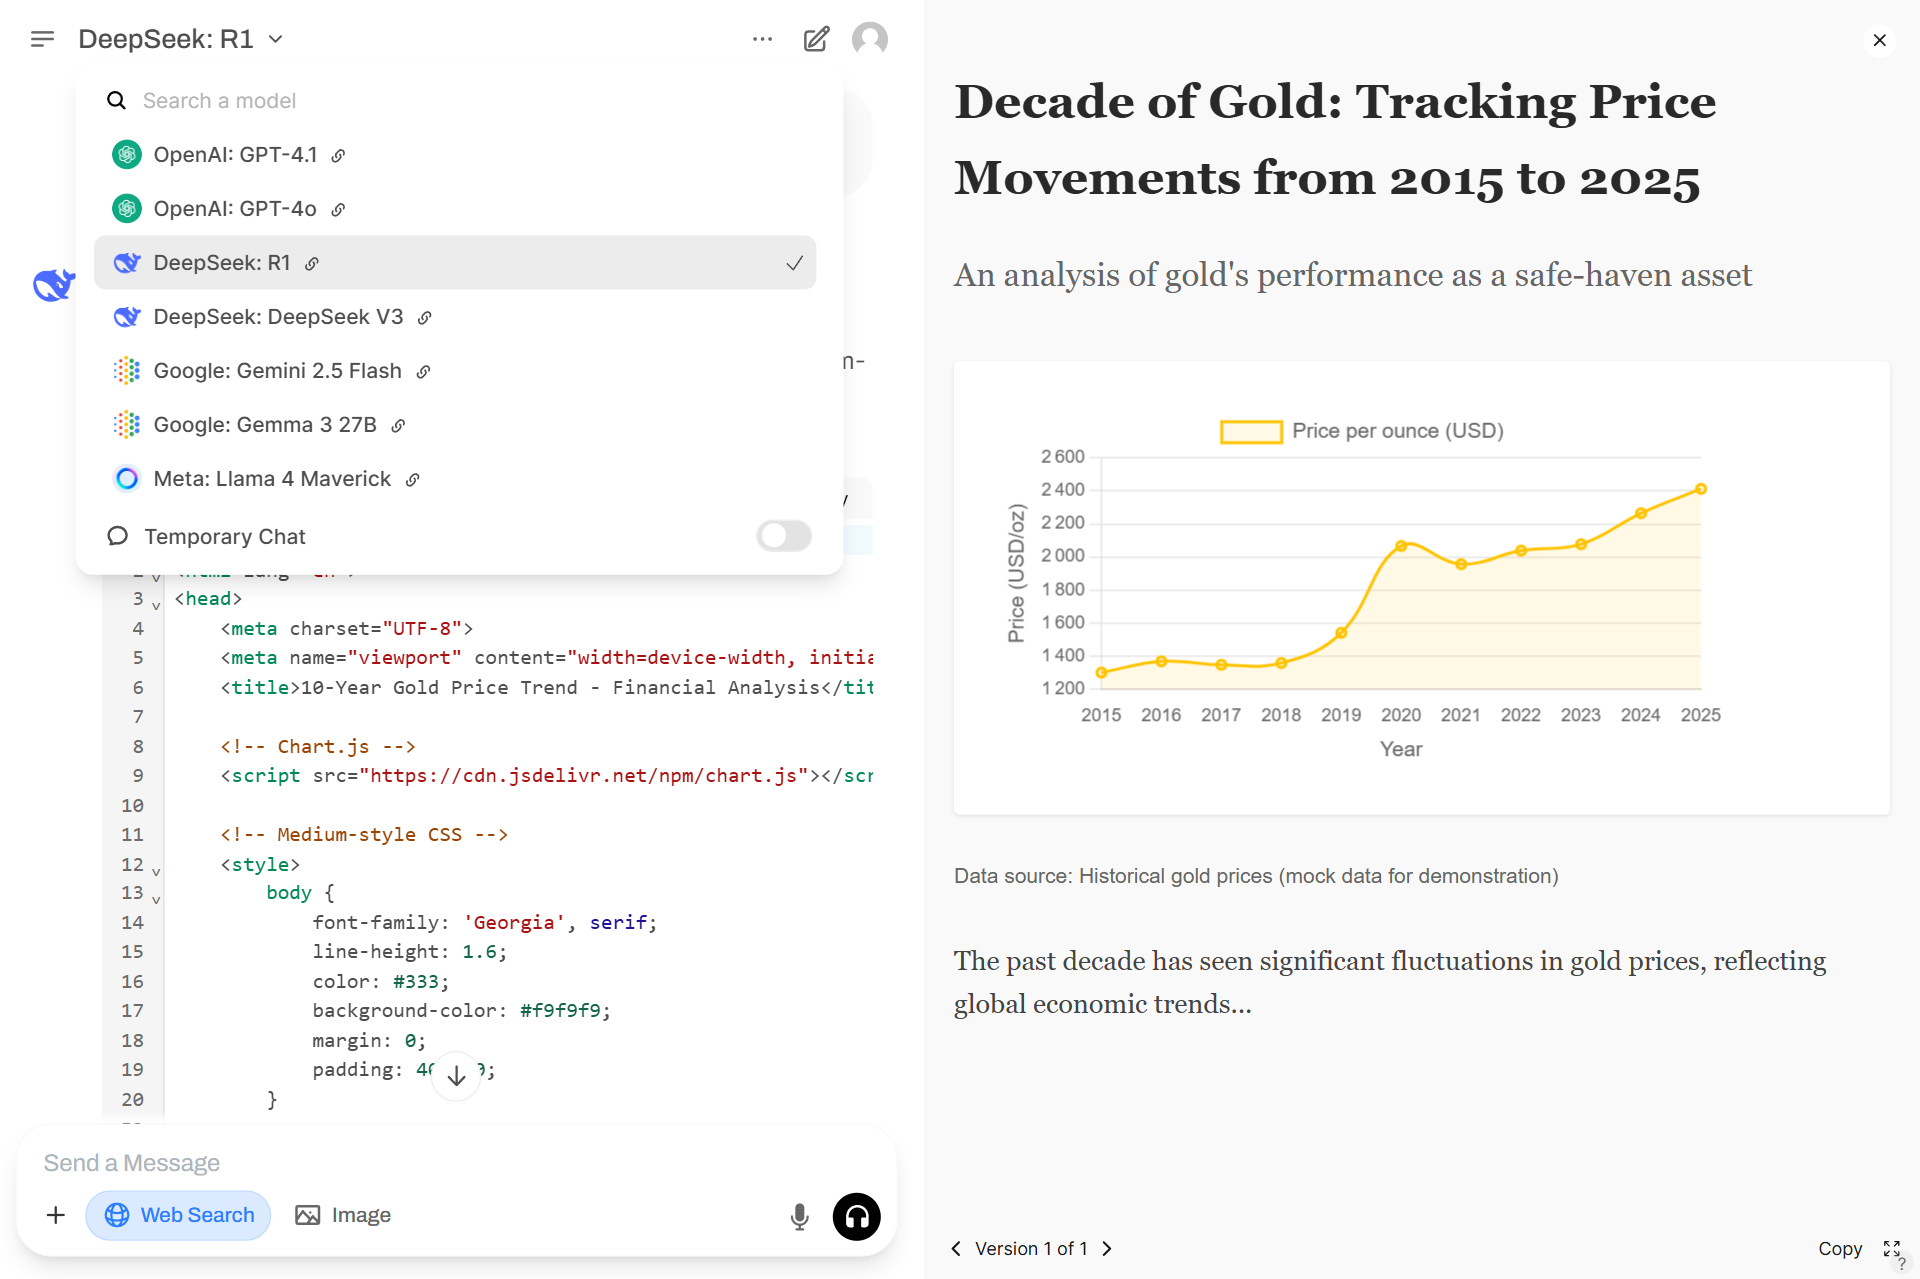 DeepSeek: R1
Search a model
OpenAI: GPT-4.1
OpenAI: GPT-4o
DeepSeek: R1
DeepSeek: DeepSeek V3
Google: Gemini 2.5 Flash
Google: Gemma 3 27B
Meta: Llama 4 Maverick
Temporary Chat
n-
3 <head>
4 <meta charset="UTF-8">
5 <meta name="viewport" content="width=device-width, initia
6 <title>10-Year Gold Price Trend - Financial Analysis</tit
7
8 <!-- Chart.js -->
9 <script src="https://cdn.jsdelivr.net/npm/chart.js"></scr
10
11 <!-- Medium-style CSS -->
12 <style>
13 body {
14 font-family: 'Georgia', serif;
15 line-height: 1.6;
16 color: #333;
17 background-color: #f9f9f9;
18 margin: 0;
19 padding:
20 }
Send a Message
Web Search
Image
Decade of Gold: Tracking Price
Movements from 2015 to 2025
An analysis of gold's performance as a safe-haven asset
Price per ounce (USD)
Price (USD/oz)
2 600
2 400
2 200
2 000
1 800
1 600
1 400
1 200
2015 2016 2017 2018 2019 2020 2021 2022 2023 2024 2025
Year
Data source: Historical gold prices (mock data for demonstration)
The past decade has seen significant fluctuations in gold prices, reflecting
global economic trends...
Version 1 of 1
Copy
?